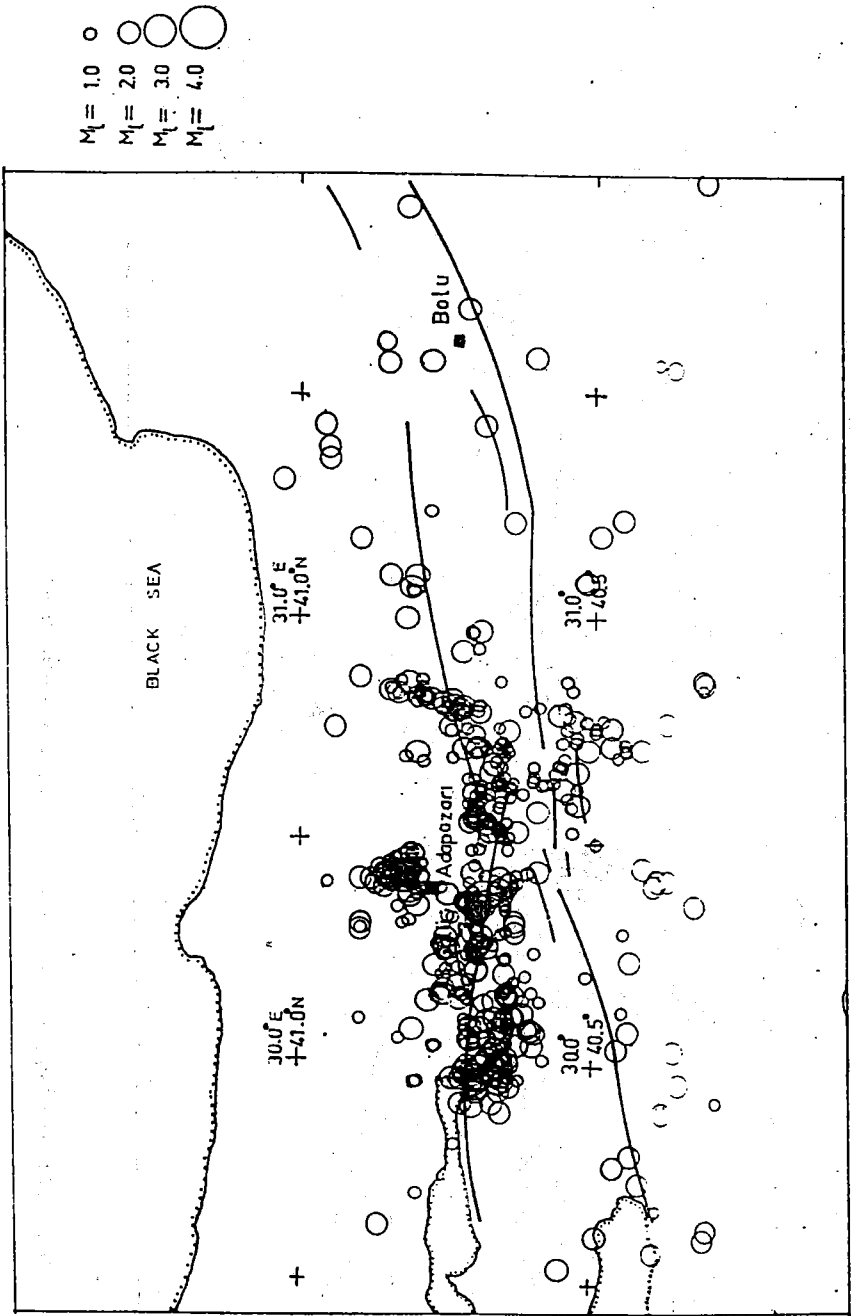 M_l = 1.0
M_l = 2.0
M_l = 3.0
M_l = 4.0
BLACK SEA
31.0° E
+41.0°N
Bolu
Adapazari
31.0°
+40.5°
30.0° E
+41.0°N
30.0°
+40.5°